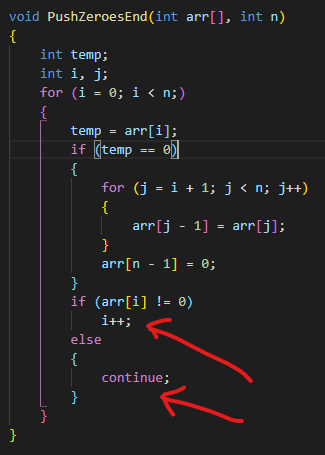 void PushZeroesEnd(int arr[], int n)
{
    int temp;
    int i, j;
    for (i = 0; i < n;)
    {
        temp = arr[i];
        if (temp == 0)
        {
            for (j = i + 1; j < n; j++)
            {
                arr[j - 1] = arr[j];
            }
            arr[n - 1] = 0;
        }
        if (arr[i] != 0)
            i++;
        else
        {
            continue;
        }
    }
}